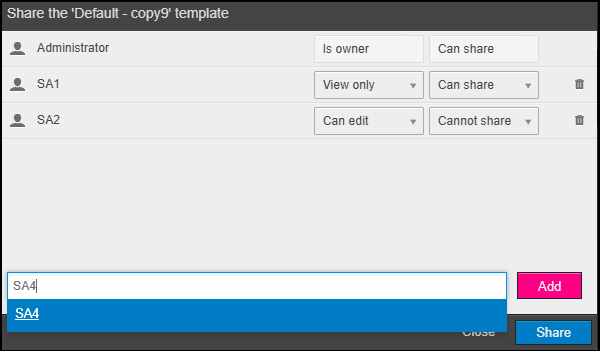 Share the 'Default - copy9' template
Administrator Is owner Can share
SA1 View only Can share
SA2 Can edit Cannot share
SA4 Add
SA4
Close Share